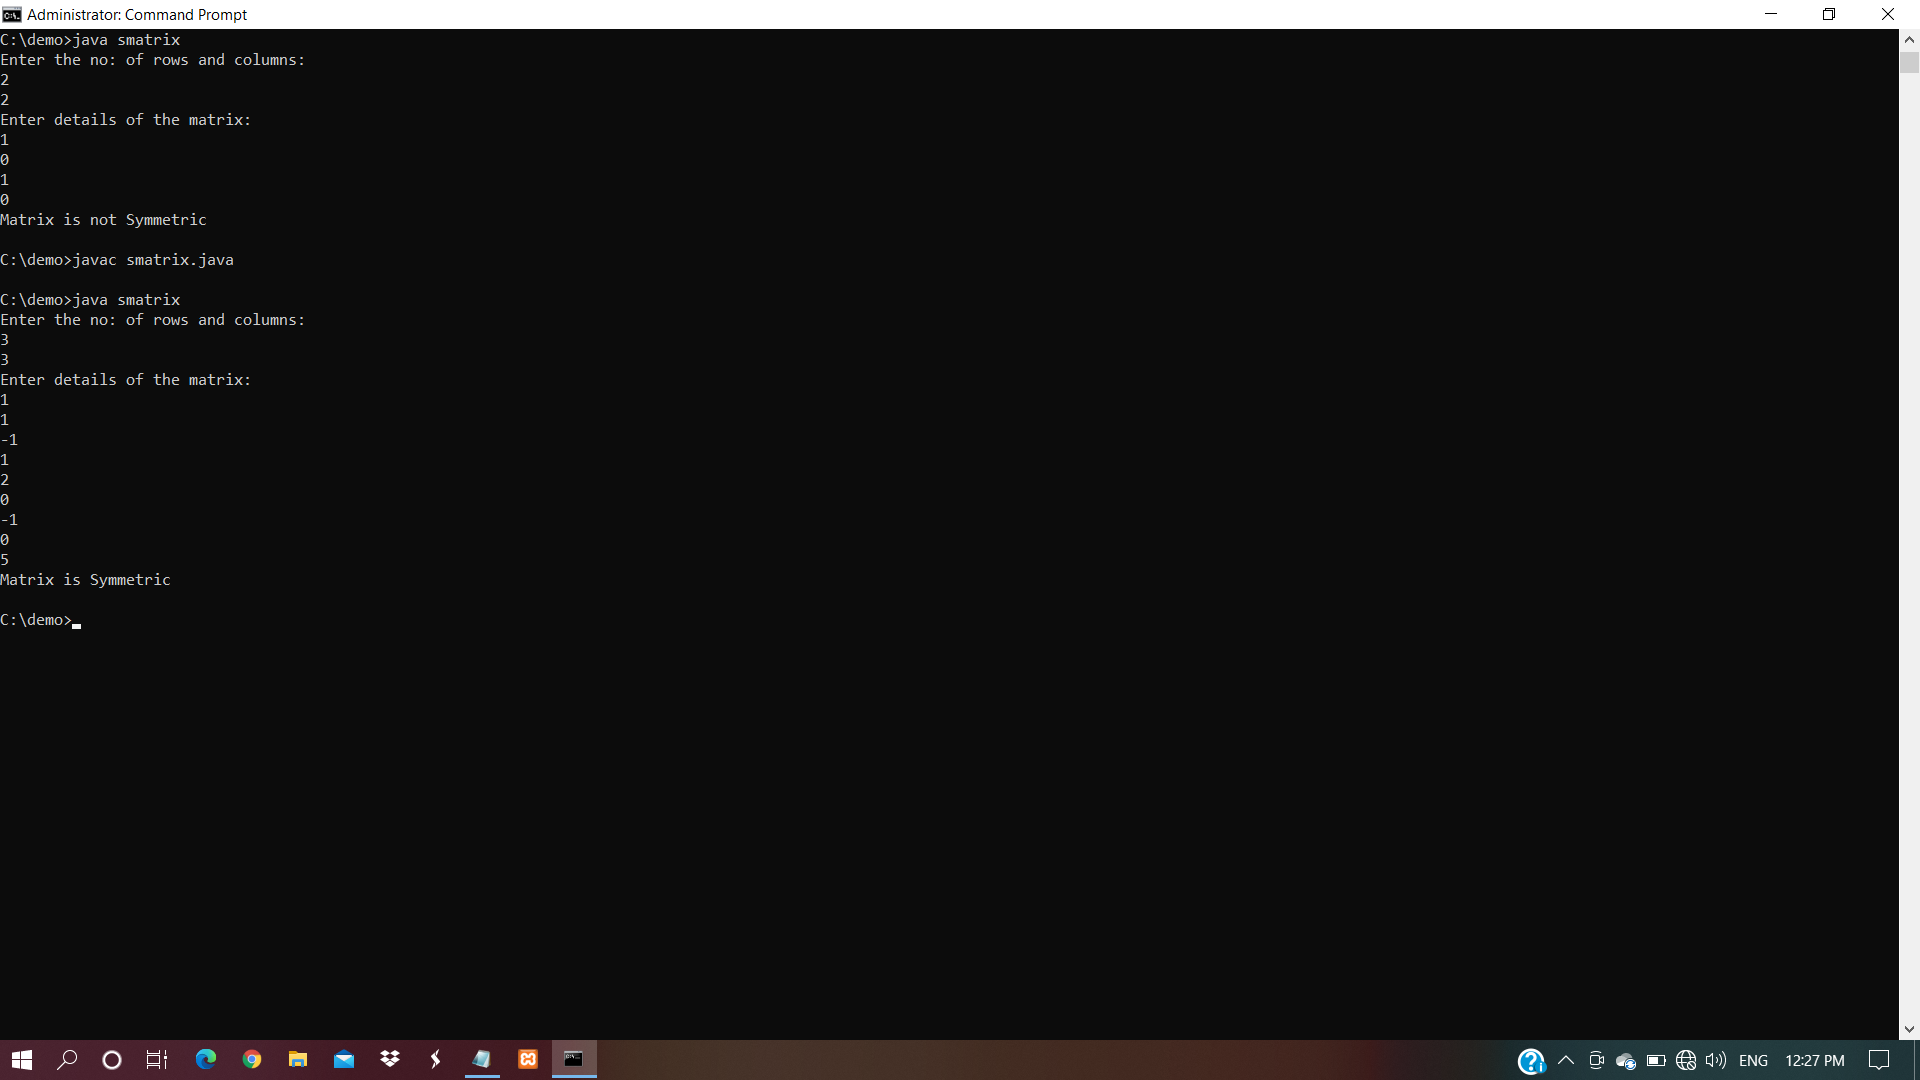 Administrator: Command Prompt
C:\demo>java smatrix
Enter the no: of rows and columns:
2
2
Enter details of the matrix:
1
0
1
0
Matrix is not Symmetric
C:\demo>javac smatrix.java
C:\demo>java smatrix
Enter the no: of rows and columns:
3
3
Enter details of the matrix:
1
1
-1
1
2
0
-1
0
5
Matrix is Symmetric
C:\demo>
ENG 12:27 PM